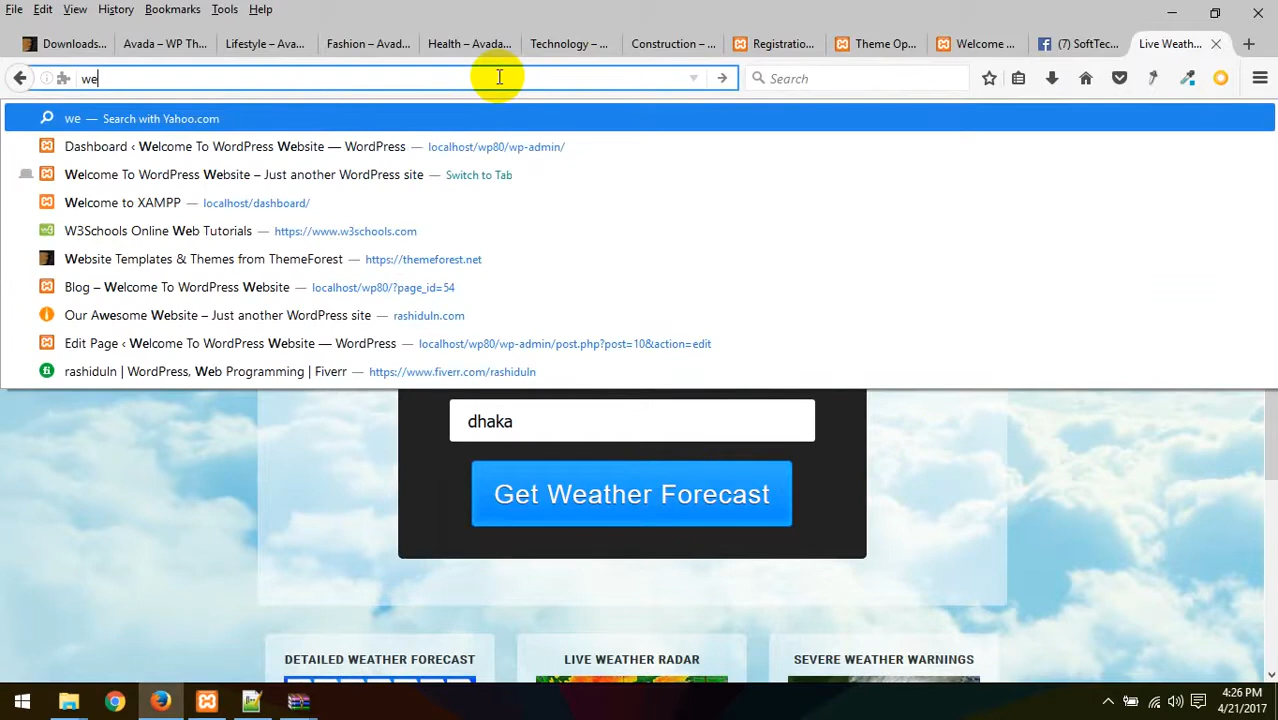 File Edit View History Bookmarks Tools Help
Downloads... Avada – WP Th... Lifestyle – Ava... Fashion – Avad... Health – Avada... Technology – ... Construction – ... Registratio... Theme Op... Welcome ... (7) SoftTec... Live Weath...
we Search
we — Search with Yahoo.com
Dashboard ‹ Welcome To WordPress Website — WordPress — localhost/wp80/wp-admin/
Welcome To WordPress Website – Just another WordPress site — Switch to Tab
Welcome to XAMPP — localhost/dashboard/
W3Schools Online Web Tutorials — https://www.w3schools.com
Website Templates & Themes from ThemeForest — https://themeforest.net
Blog – Welcome To WordPress Website — localhost/wp80/?page_id=54
Our Awesome Website – Just another WordPress site — rashiduln.com
Edit Page ‹ Welcome To WordPress Website — WordPress — localhost/wp80/wp-admin/post.php?post=10&action=edit
rashiduln | WordPress, Web Programming | Fiverr — https://www.fiverr.com/rashiduln
dhaka
Get Weather Forecast
DETAILED WEATHER FORECAST LIVE WEATHER RADAR SEVERE WEATHER WARNINGS
4:26 PM
4/21/2017